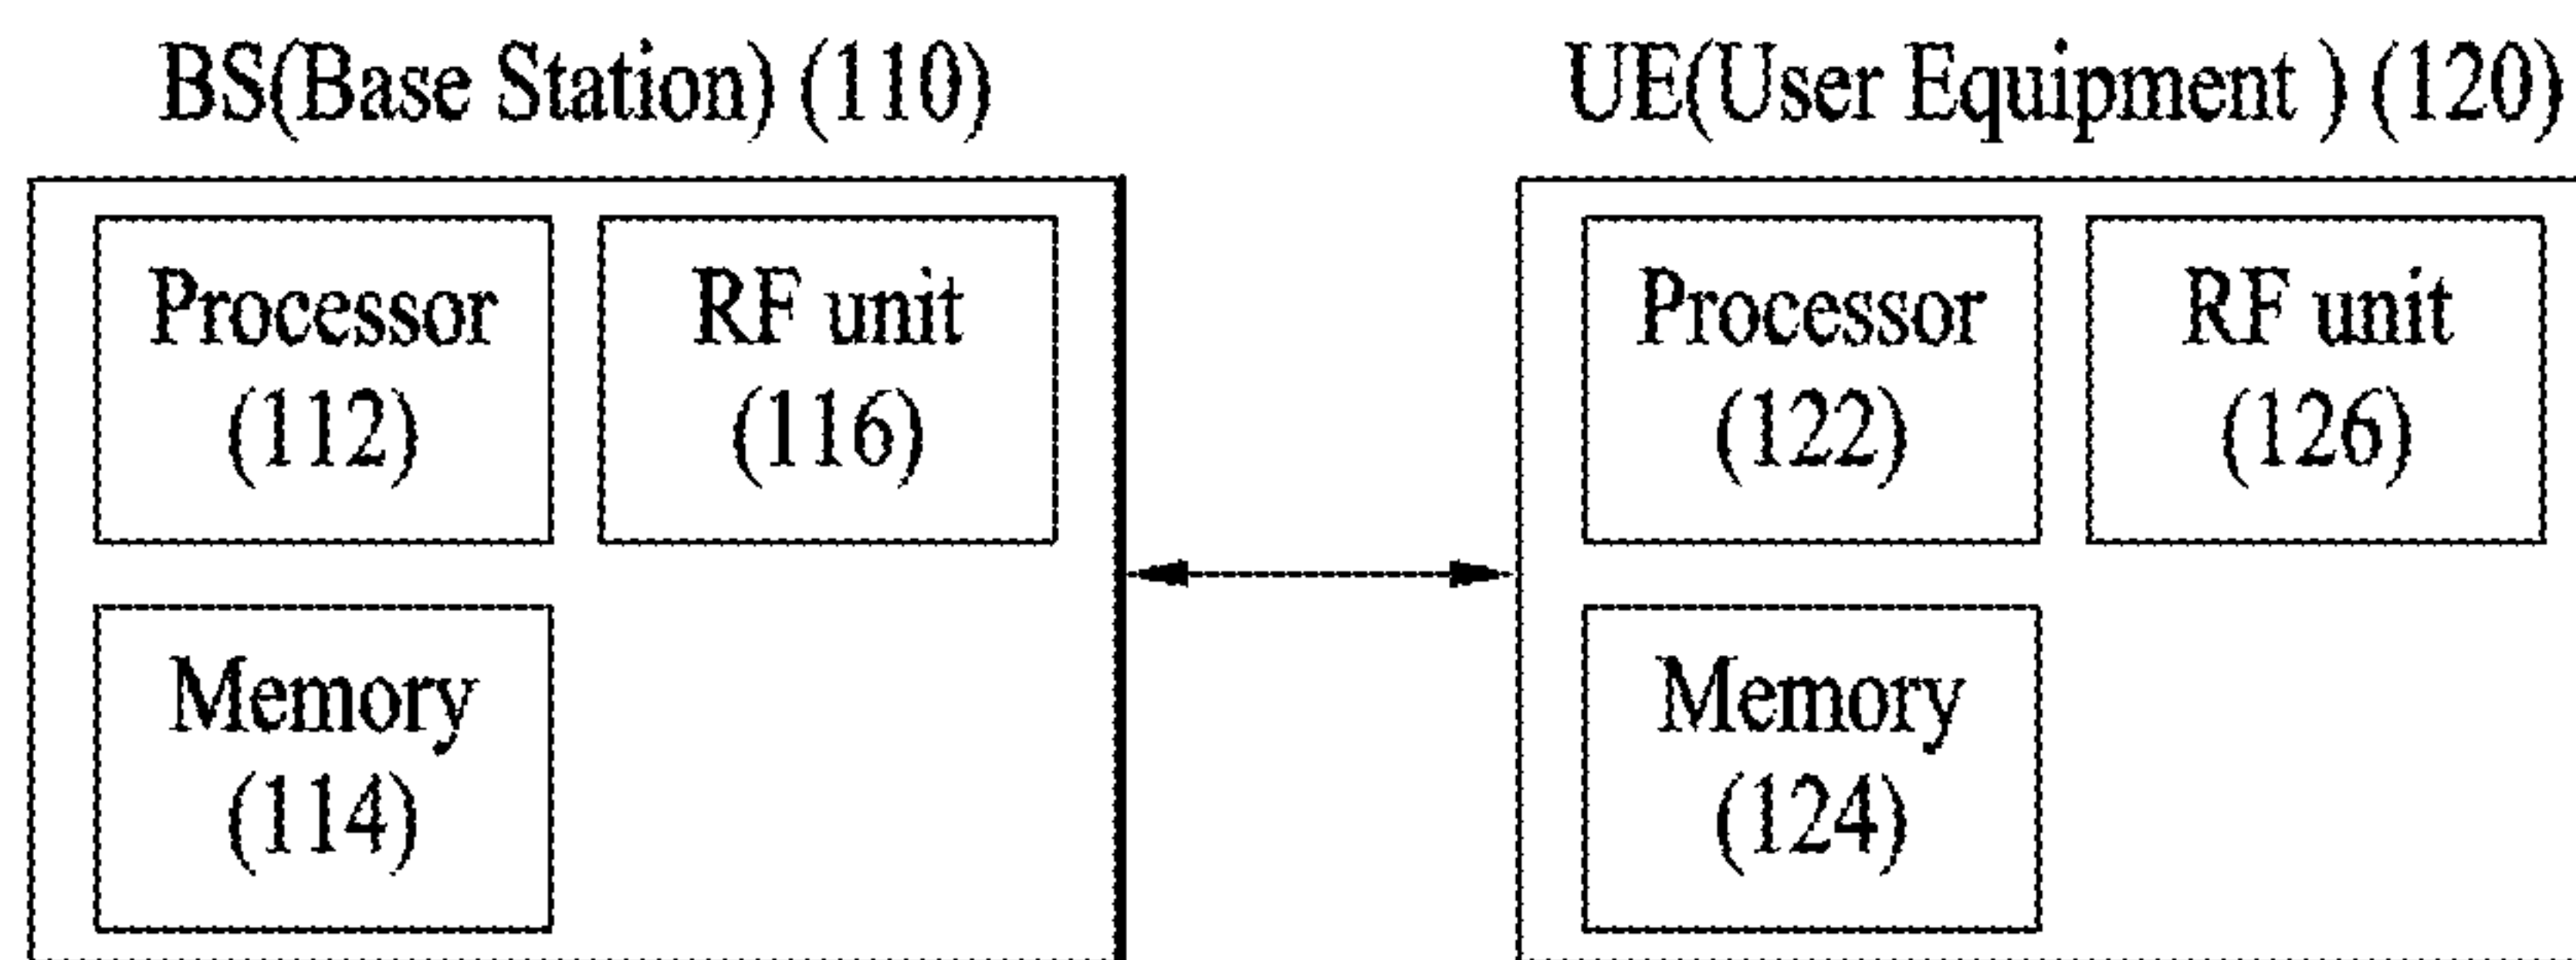 BS(Base Station) (110)
Processor
(112)
RF unit
(116)
Memory
(114)
UE(User Equipment ) (120)
Processor
(122)
RF unit
(126)
Memory
(124)